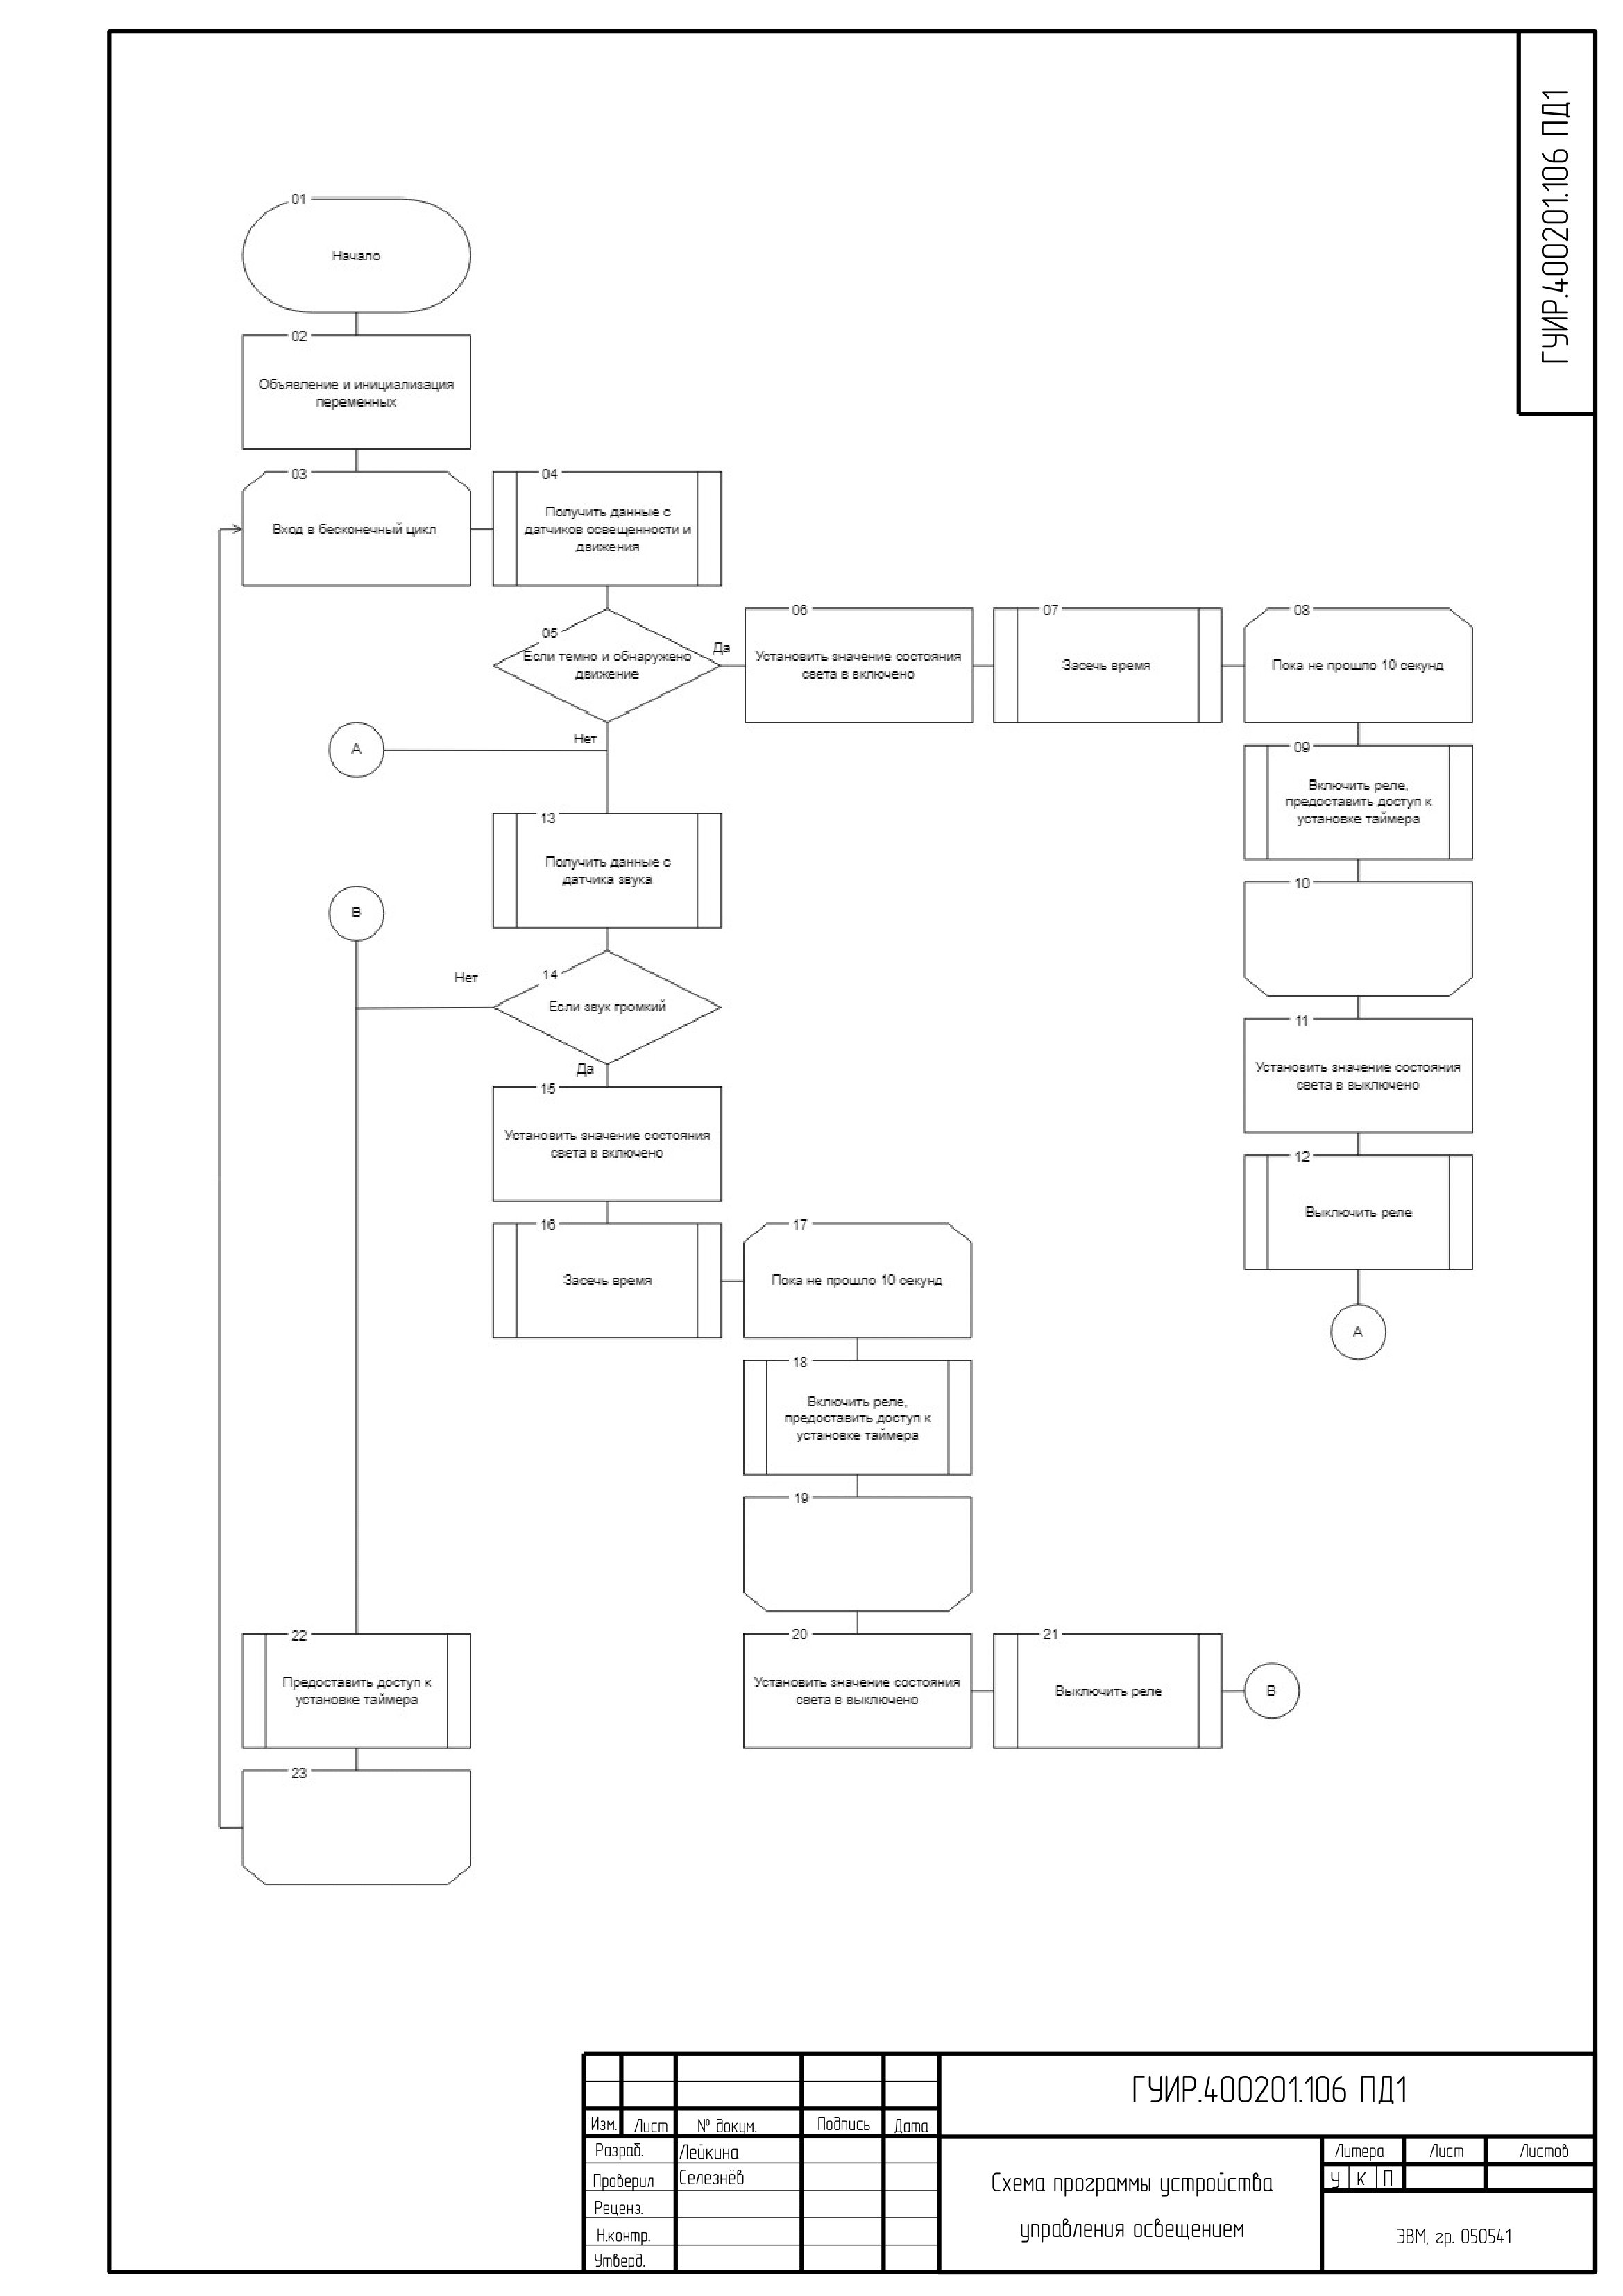 ГУИР.400201.106 ПД1
01
Начало
02
Объявление и инициализация
переменных
03
Вход в бесконечный цикл
04
Получить данные с
датчиков освещенности и
движения
05
Если темно и обнаружено
движение
Да
Нет
06
Установить значение состояния
света в включено
07
Засечь время
08
Пока не прошло 10 секунд
09
Включить реле,
предоставить доступ к
установке таймера
10
11
Установить значение состояния
света в выключено
12
Выключить реле
A
A
13
Получить данные с
датчика звука
B
14
Если звук громкий
Нет
Да
15
Установить значение состояния
света в включено
16
Засечь время
17
Пока не прошло 10 секунд
18
Включить реле,
предоставить доступ к
установке таймера
19
20
Установить значение состояния
света в выключено
21
Выключить реле
B
22
Предоставить доступ к
установке таймера
23
ГУИР.400201.106 ПД1
Изм. Лист № докум. Подпись Дата
Разраб. Лейкина
Проверил Селезнёв
Реценз.
Н.контр.
Утверд.
Схема программы устройства
управления освещением
Литера Лист Листов
У К П
ЭВМ, гр. 050541